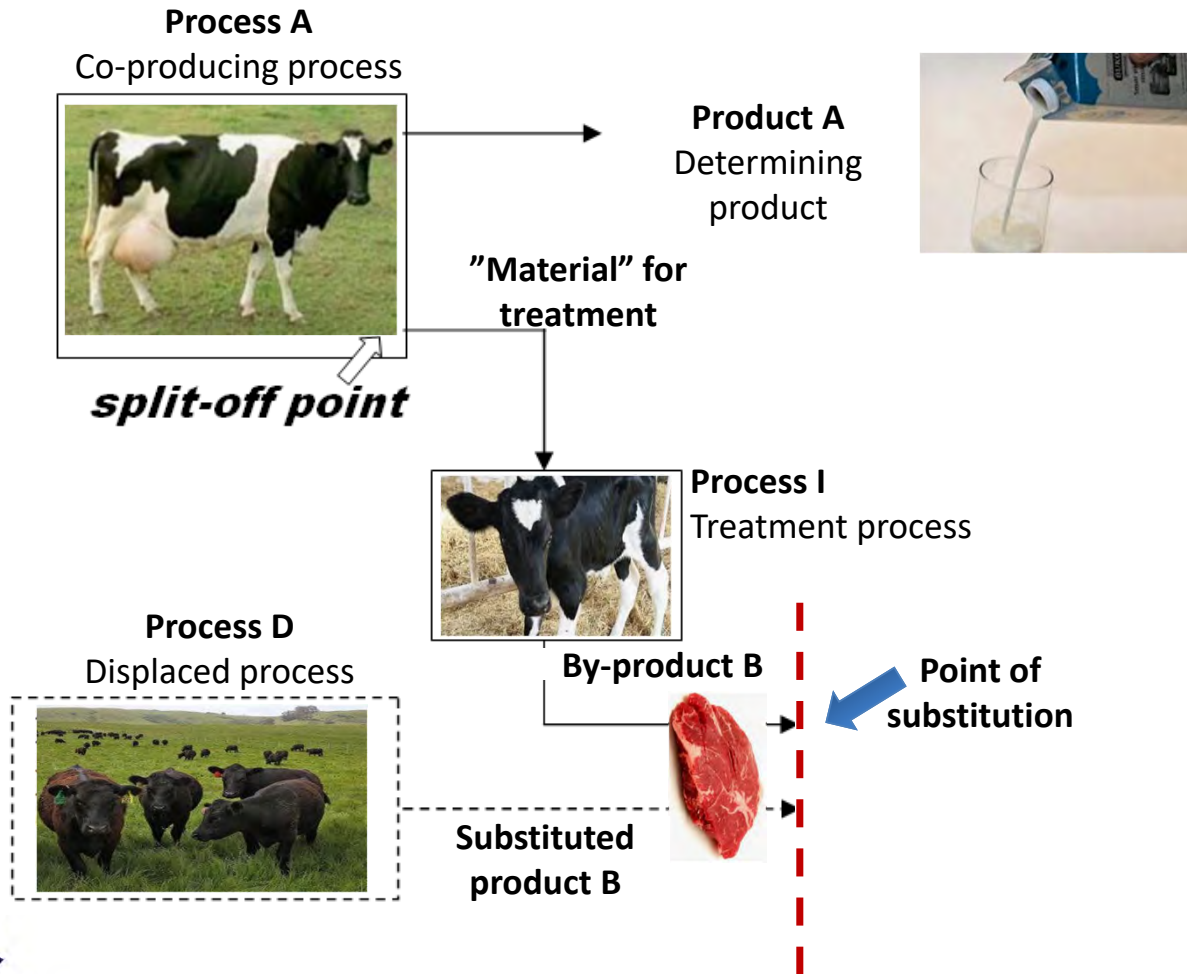 Process A
Co-producing process
Product A
Determining
product
”Material” for
treatment
split-off point
Process I
Treatment process
Process D
Displaced process
By-product B
Point of
substitution
Substituted
product B